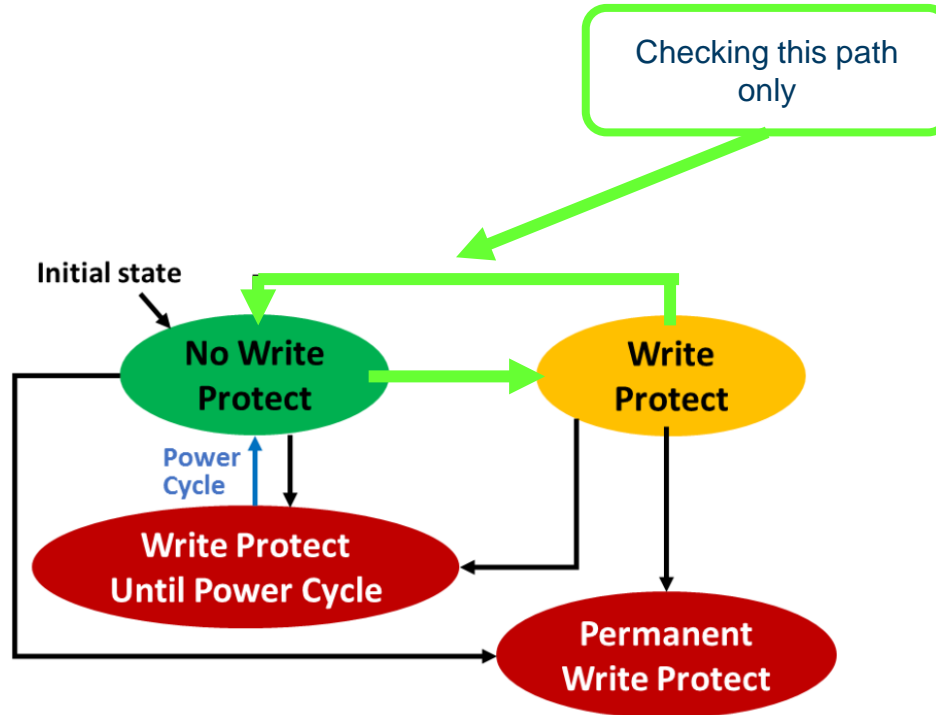 Checking this path
only
Initial state
No Write
Protect
Write
Protect
Power
Cycle
Write Protect
Until Power Cycle
Permanent
Write Protect